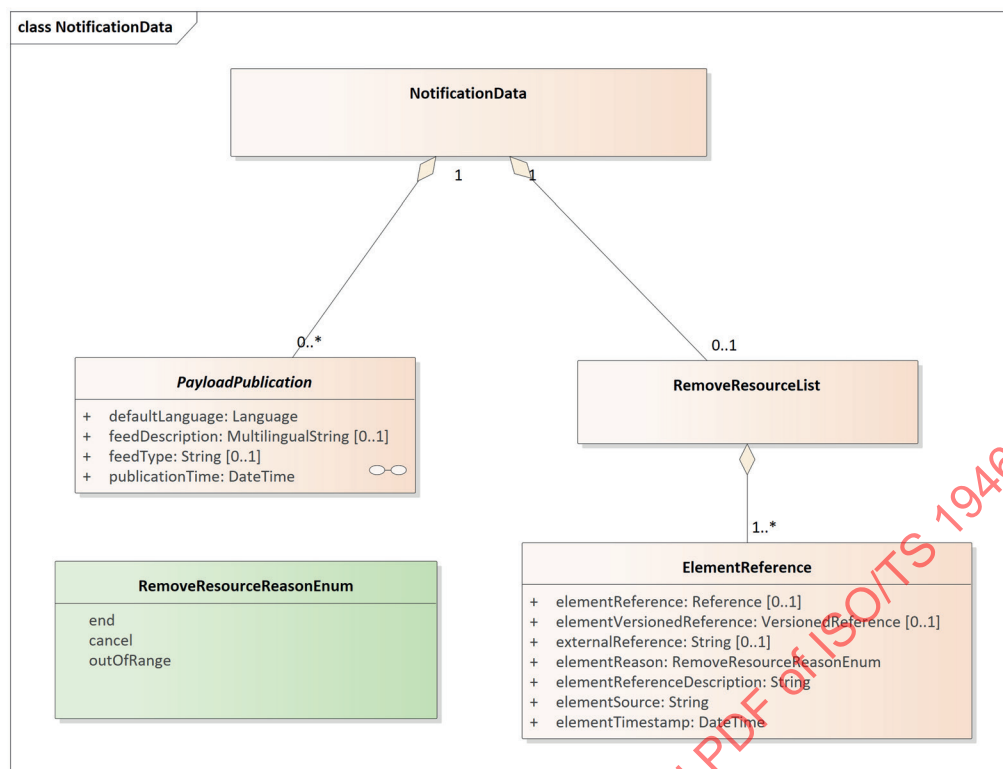 class NotificationData
NotificationData
1
1
0..*
0..1
PayloadPublication
+ defaultLanguage: Language
+ feedDescription: MultilingualString [0..1]
+ feedType: String [0..1]
+ publicationTime: DateTime
RemoveResourceList
1..*
RemoveResourceReasonEnum
end
cancel
outOfRange
ElementReference
+ elementReference: Reference [0..1]
+ elementVersionedReference: VersionedReference [0..1]
+ externalReference: String [0..1]
+ elementReason: RemoveResourceReasonEnum
+ elementReferenceDescription: String
+ elementSource: String
+ elementTimestamp: DateTime
PDF of ISO/TS 1946